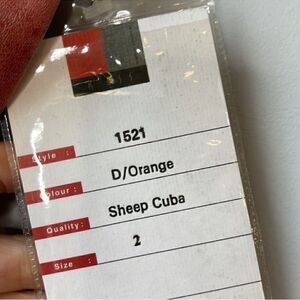 Style : 1521
Colour : D/Orange
Quality : Sheep Cuba
Size : 2